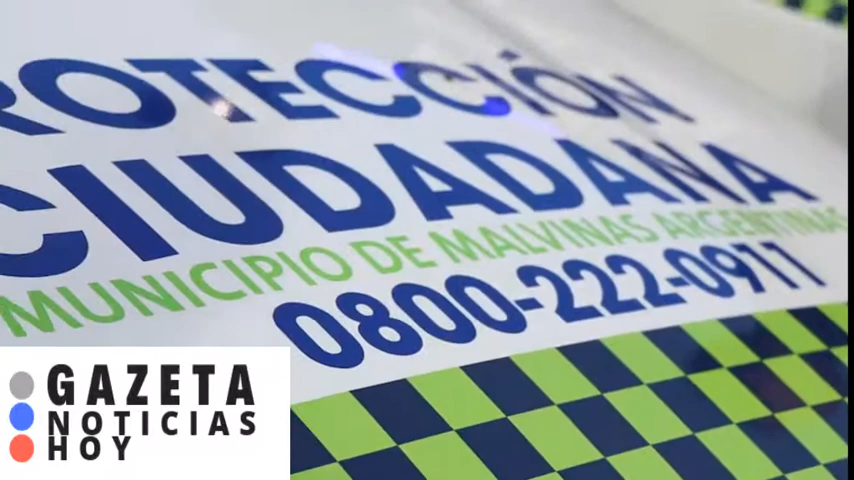 ROTECCIÓN
CIUDADANA
MUNICIPIO DE MALVINAS ARGENTINAS
0800-222-0911
GAZETA
NOTICIAS
HOY